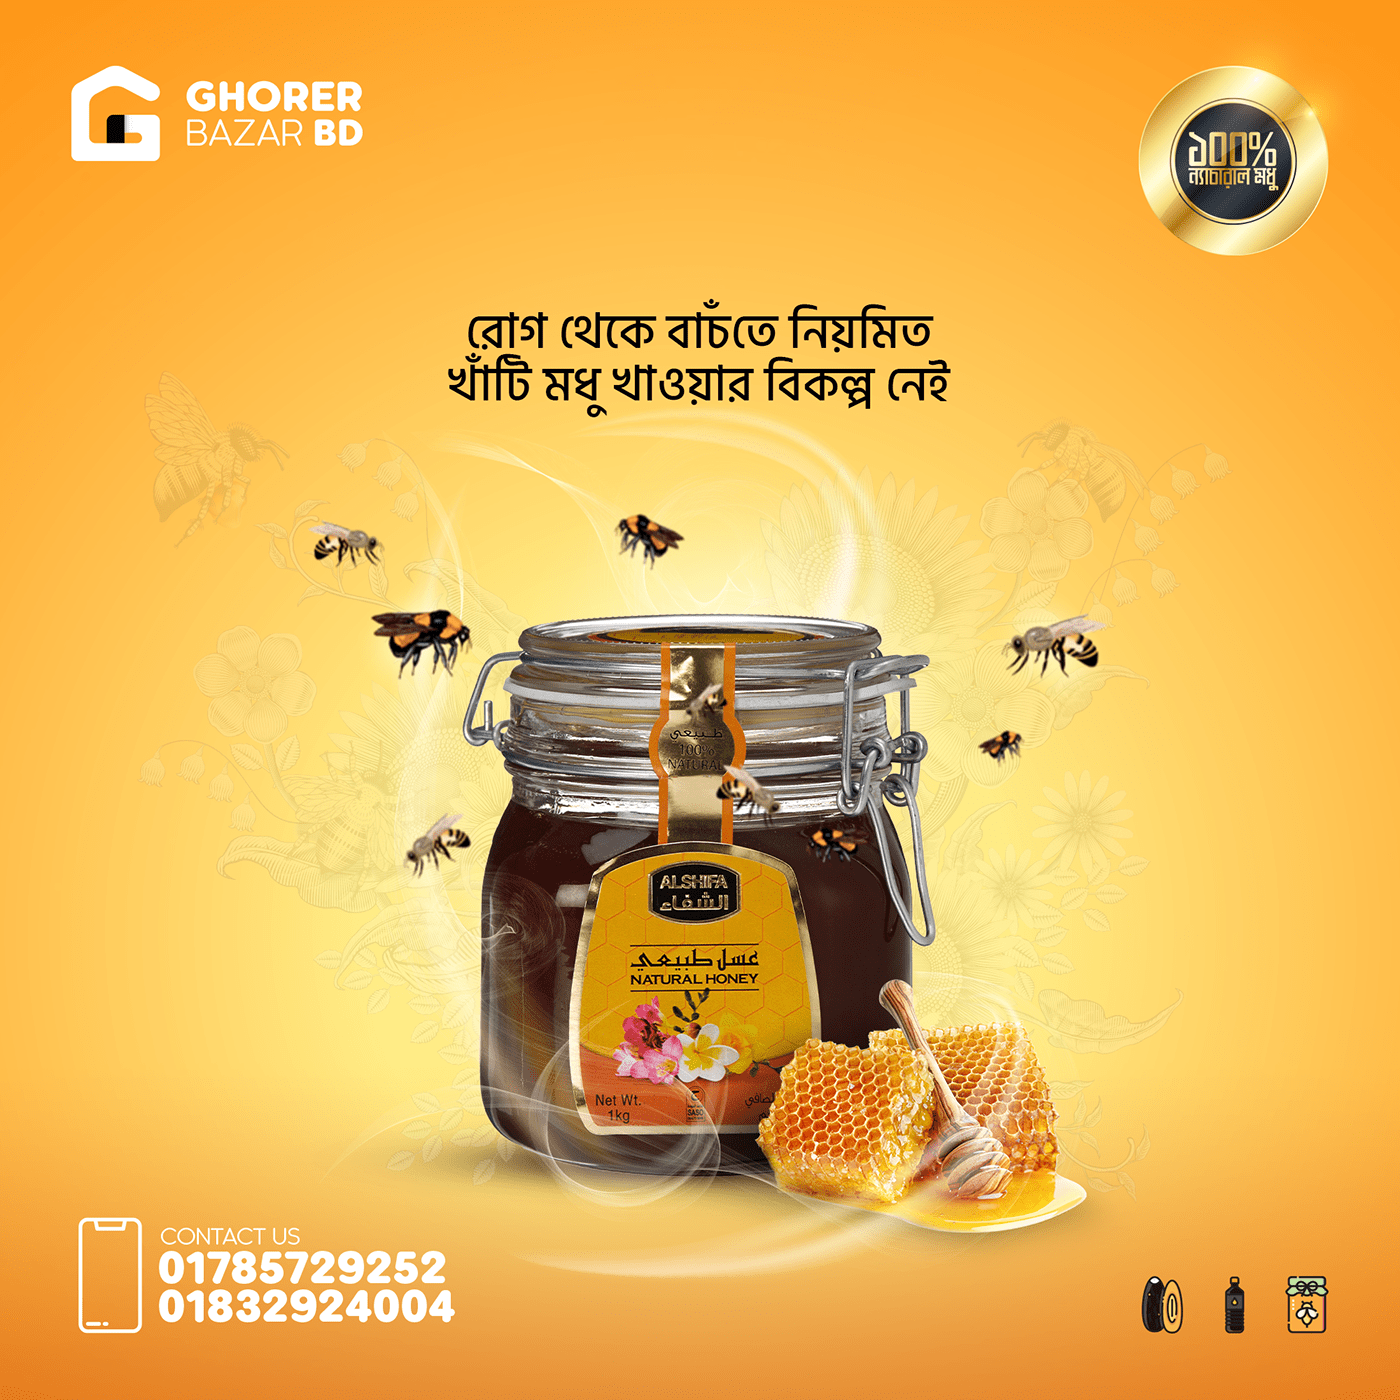 GHORER
BAZAR BD
১০০%
ন্যাচারাল মধু
রোগ থেকে বাচঁতে নিয়মিত
খাঁটি মধু খাওয়ার বিকল্প নেই
طبيعي
100%
NATURAL
ALSHIFA
الشفاء
عسل طبيعي
NATURAL HONEY
Net Wt.
1kg
SASO
CONTACT US
01785729252
01832924004